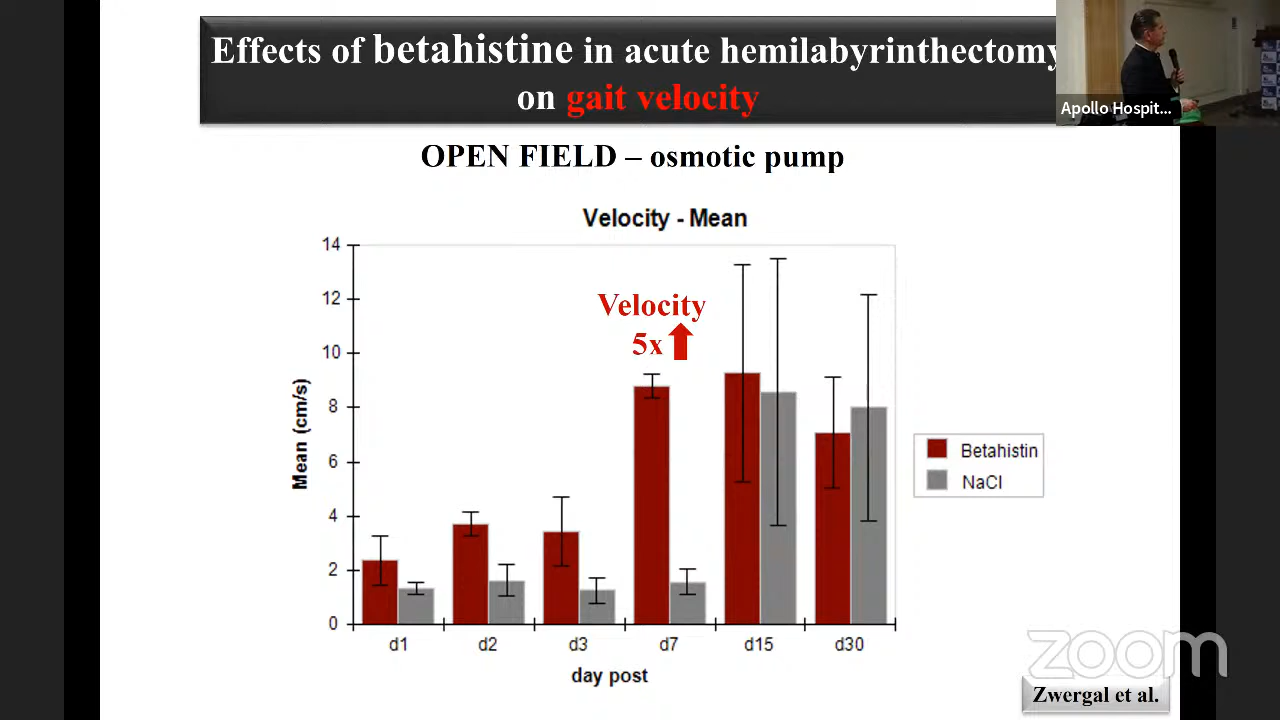 Effects of betahistine in acute hemilabyrinthectomy
on gait velocity
Apollo Hospit...
OPEN FIELD – osmotic pump
Velocity - Mean
14
12
10
8
6
4
2
0
Mean (cm/s)
Velocity
5x
Betahistin
NaCl
d1 d2 d3 d7 d15 d30
day post
zoom
Zwergal et al.